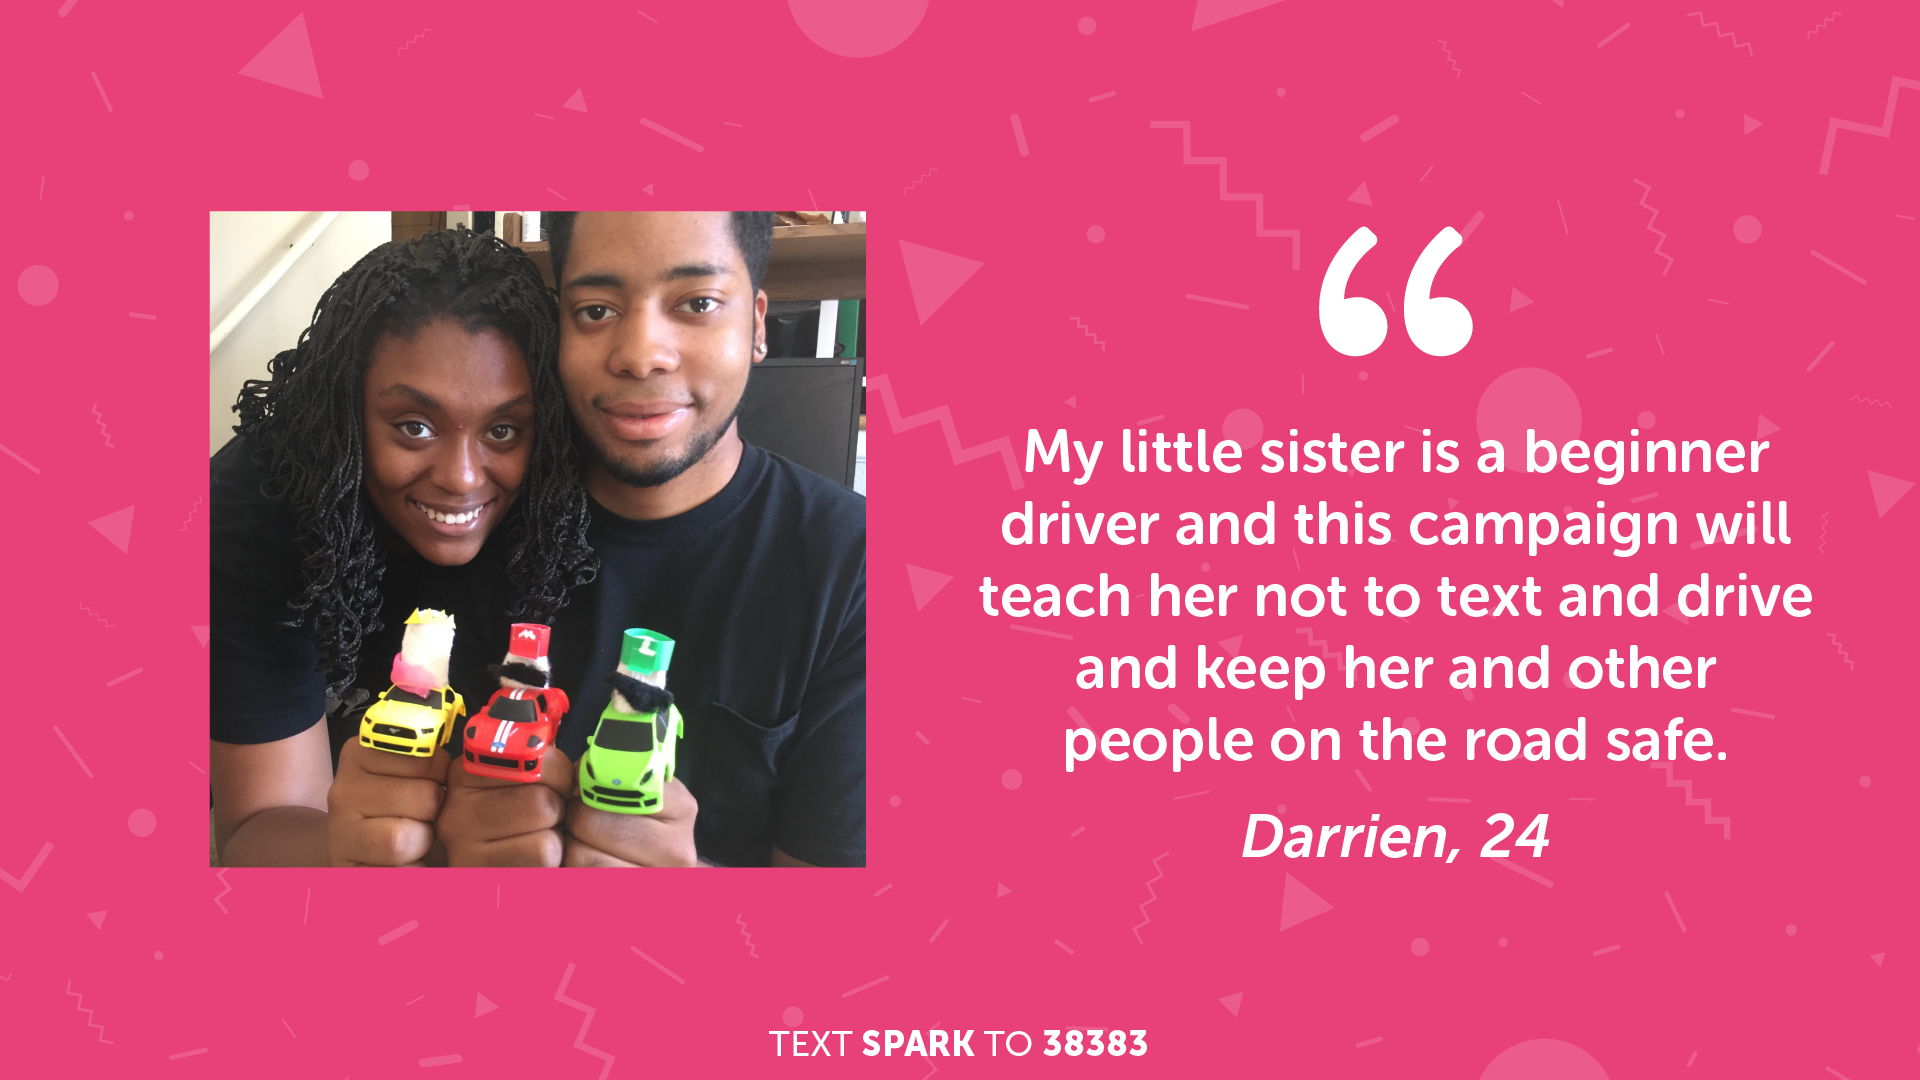 “
My little sister is a beginner
driver and this campaign will
teach her not to text and drive
and keep her and other
people on the road safe.
Darrien, 24
TEXT SPARK TO 38383